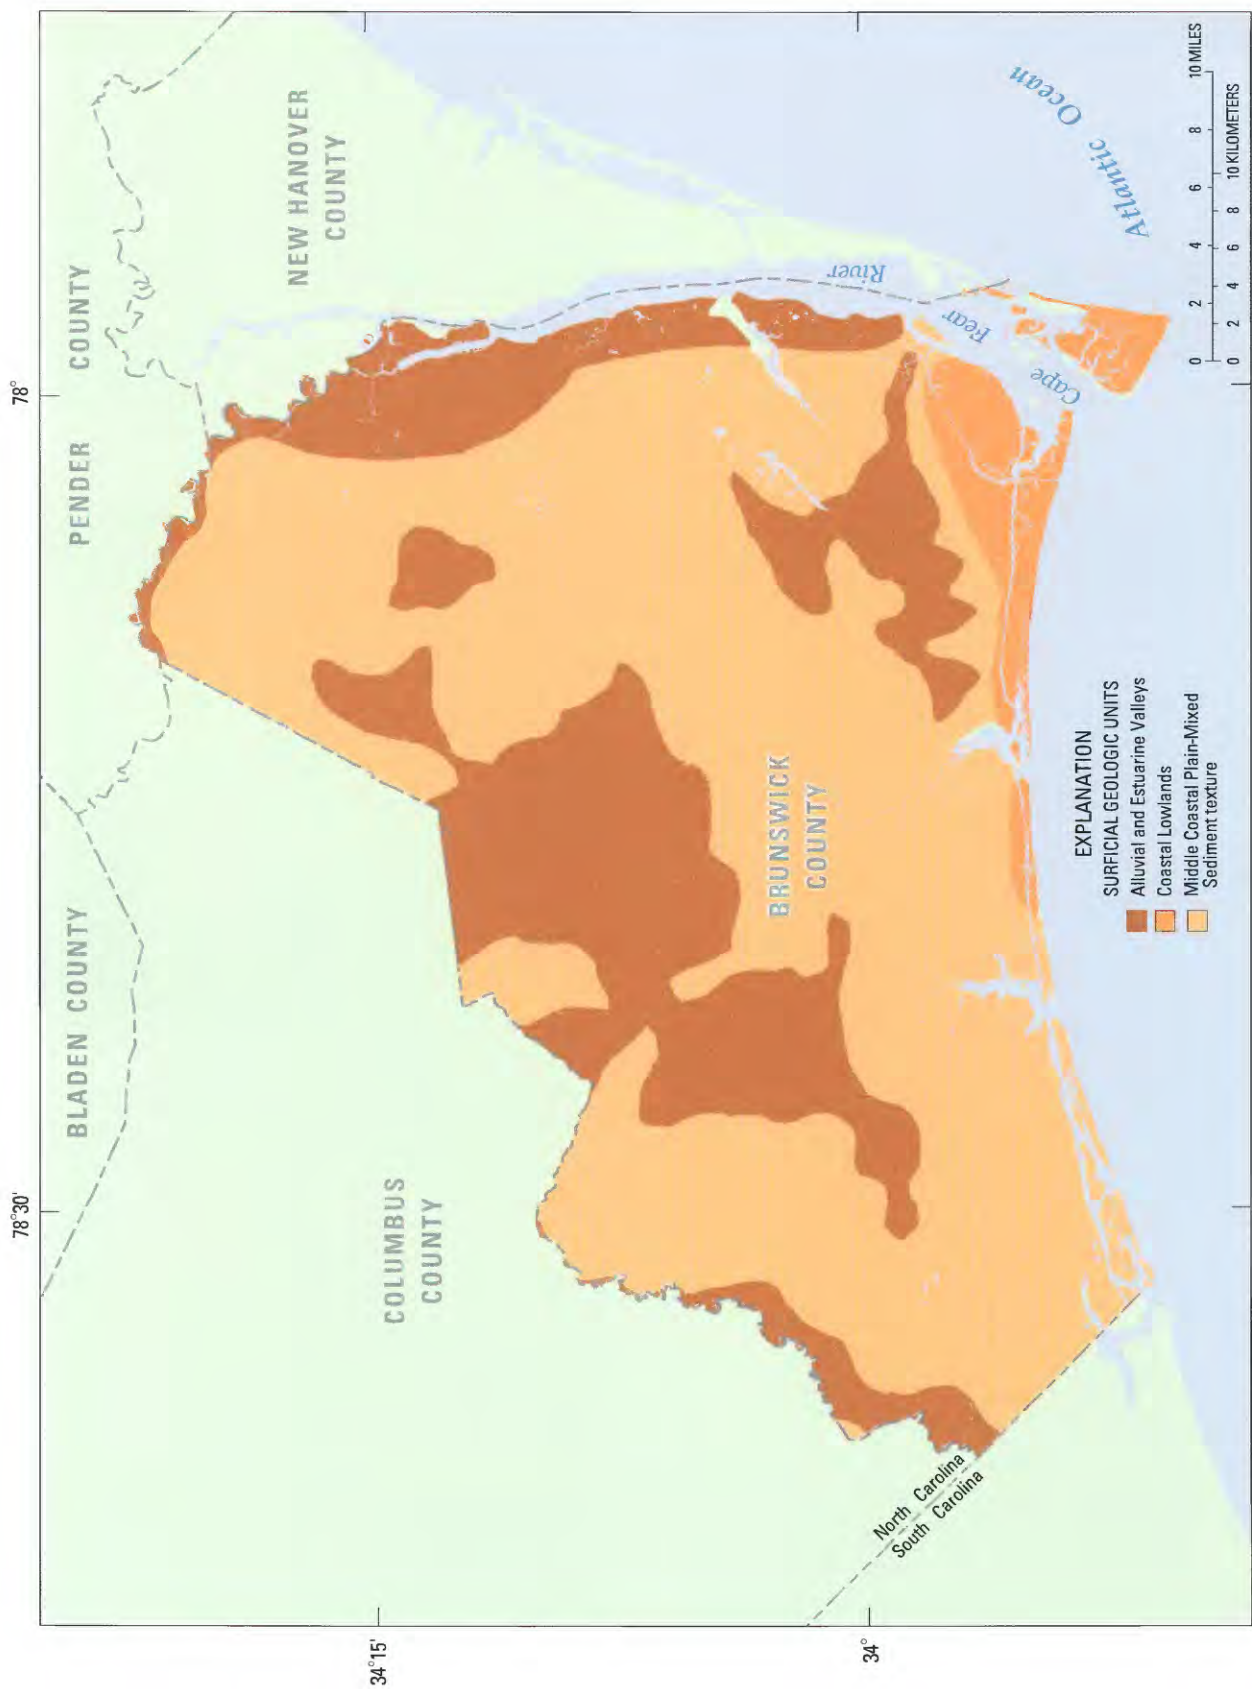 78°30'
78°
BLADEN COUNTY
PENDER COUNTY
34°15'
COLUMBUS
COUNTY
NEW HANOVER
COUNTY
BRUNSWICK
COUNTY
River
34°
North Carolina
South Carolina
Fear
Cape
EXPLANATION
SURFICIAL GEOLOGIC UNITS
Alluvial and Estuarine Valleys
Coastal Lowlands
Middle Coastal Plain-Mixed
Sediment texture
Atlantic Ocean
0 2 4 6 8 10 MILES
0 2 4 6 8 10 KILOMETERS